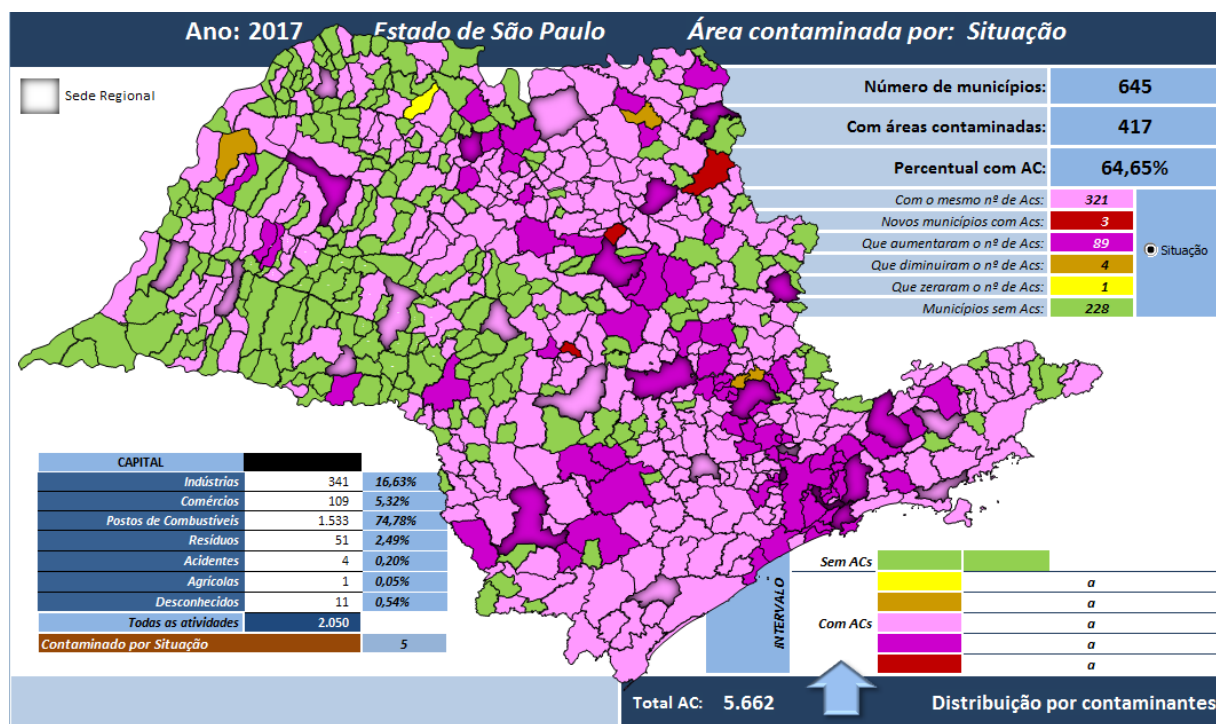 Ano: 2017 Estado de São Paulo Área contaminada por: Situação
Sede Regional
Número de municípios: 645
Com áreas contaminadas: 417
Percentual com AC: 64,65%
Com o mesmo nº de Acs: 321
Novos municípios com Acs: 3
Que aumentaram o nº de Acs: 89
Que diminuiram o nº de Acs: 4
Que zeraram o nº de Acs: 1
Municípios sem Acs: 228
Situação
CAPITAL
Indústrias 341 16,63%
Comércios 109 5,32%
Postos de Combustíveis 1.533 74,78%
Resíduos 51 2,49%
Acidentes 4 0,20%
Agrícolas 1 0,05%
Desconhecidos 11 0,54%
Todas as atividades 2.050
Contaminado por Situação 5
INTERVALO
Sem ACs
a
a
Com ACs a
a
a
Total AC: 5.662 Distribuição por contaminantes